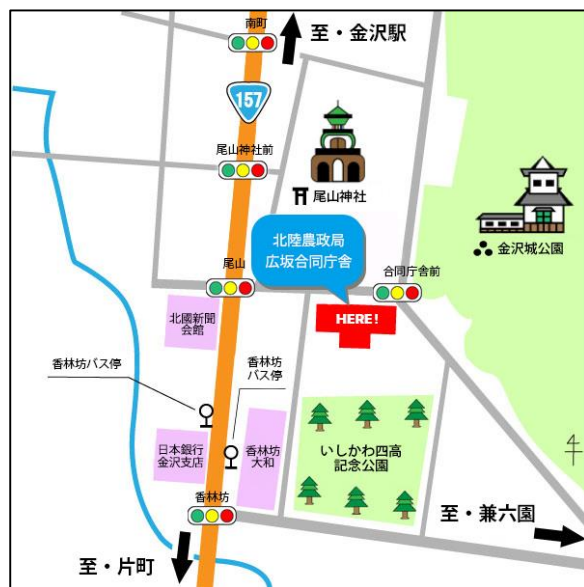 南町
至・金沢駅
157
尾山神社前
尾山神社
金沢城公園
北陸農政局
広坂合同庁舎
尾山
合同庁舎前
HERE!
北國新聞
会館
香林坊バス停
香林坊
バス停
日本銀行
金沢支店
香林坊
大和
いしかわ四高
記念公園
香林坊
至・兼六園
至・片町